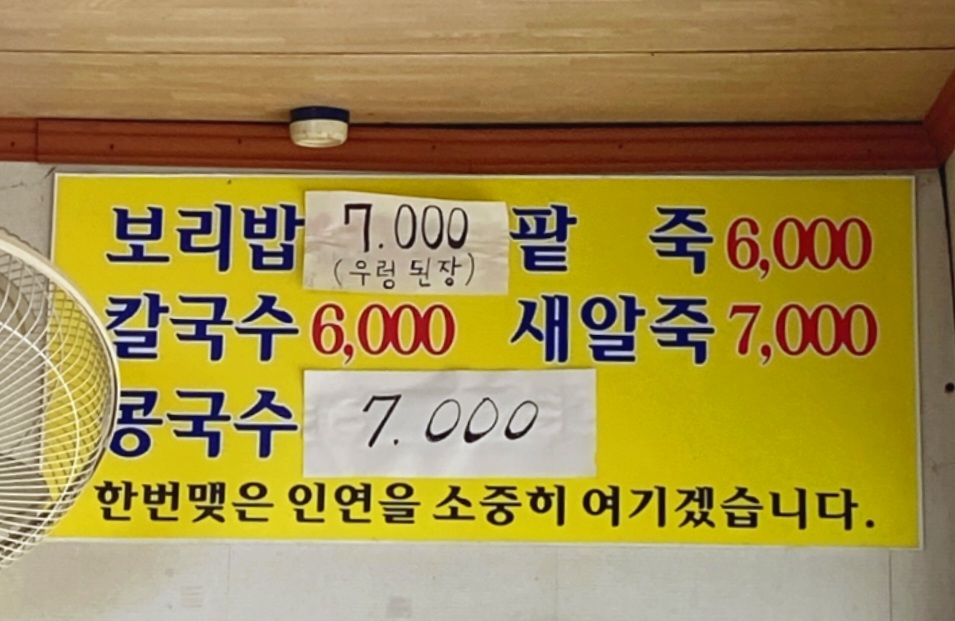 보리밥 7.000 팥 죽 6,000
(우렁 된장)
칼국수 6,000 새알죽 7,000
콩국수 7.000
한번맺은 인연을 소중히 여기겠습니다.